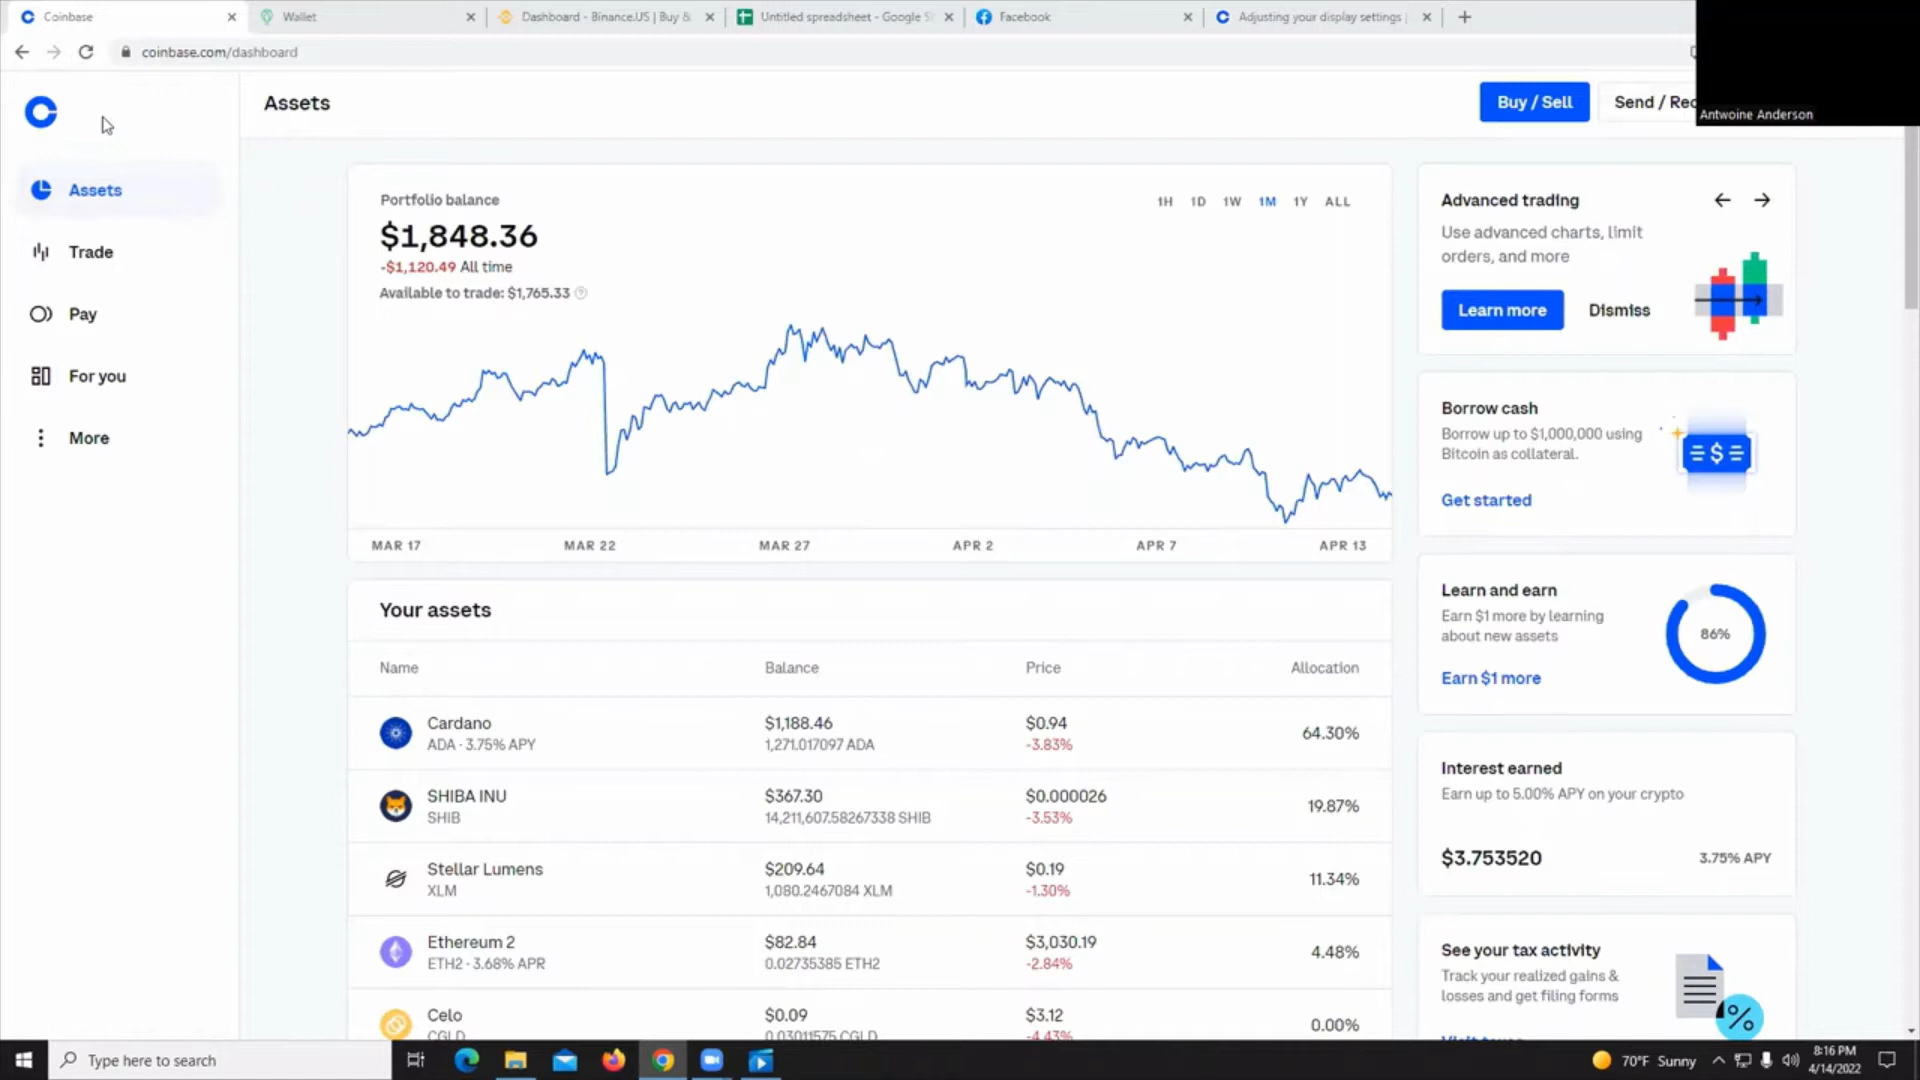 Coinbase
Wallet
Dashboard - Binance.US | Buy &
Untitled spreadsheet - Google S
Facebook
Adjusting your display settings |
coinbase.com/dashboard
Assets
Buy / Sell
Send / Rec
Antwoine Anderson
Assets
Trade
Pay
For you
More
Portfolio balance
$1,848.36
-$1,120.49 All time
Available to trade: $1,765.33
1H 1D 1W 1M 1Y ALL
MAR 17 MAR 22 MAR 27 APR 2 APR 7 APR 13
Advanced trading
Use advanced charts, limit
orders, and more
Learn more
Dismiss
Borrow cash
Borrow up to $1,000,000 using
Bitcoin as collateral.
Get started
Learn and earn
Earn $1 more by learning
about new assets
86%
Earn $1 more
Interest earned
Earn up to 5.00% APY on your crypto
$3.753520
3.75% APY
See your tax activity
Track your realized gains &
losses and get filing forms
Your assets
Name Balance Price Allocation
Cardano $1,188.46 $0.94 64.30%
ADA · 3.75% APY 1,271.017097 ADA -3.83%
SHIBA INU $367.30 $0.000026 19.87%
SHIB 14,211,607.58267338 SHIB -3.53%
Stellar Lumens $209.64 $0.19 11.34%
XLM 1,080.2467084 XLM -1.30%
Ethereum 2 $82.84 $3,030.19 4.48%
ETH2 · 3.68% APR 0.02735385 ETH2 -2.84%
Celo $0.09 $3.12 0.00%
CGLD 0.03011575 CGLD -4.43%
Type here to search
70°F Sunny
8:16 PM
4/14/2022